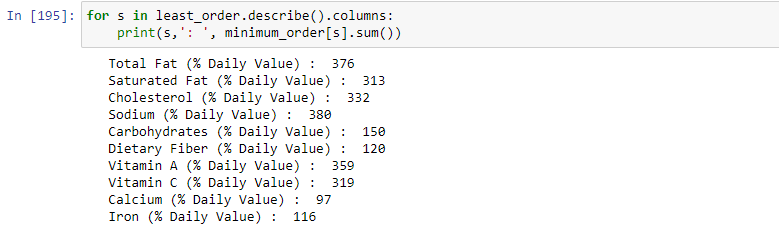 In [195]: for s in least_order.describe().columns:
print(s,': ', minimum_order[s].sum())
Total Fat (% Daily Value) :  376
Saturated Fat (% Daily Value) :  313
Cholesterol (% Daily Value) :  332
Sodium (% Daily Value) :  380
Carbohydrates (% Daily Value) :  150
Dietary Fiber (% Daily Value) :  120
Vitamin A (% Daily Value) :  359
Vitamin C (% Daily Value) :  319
Calcium (% Daily Value) :  97
Iron (% Daily Value) :  116